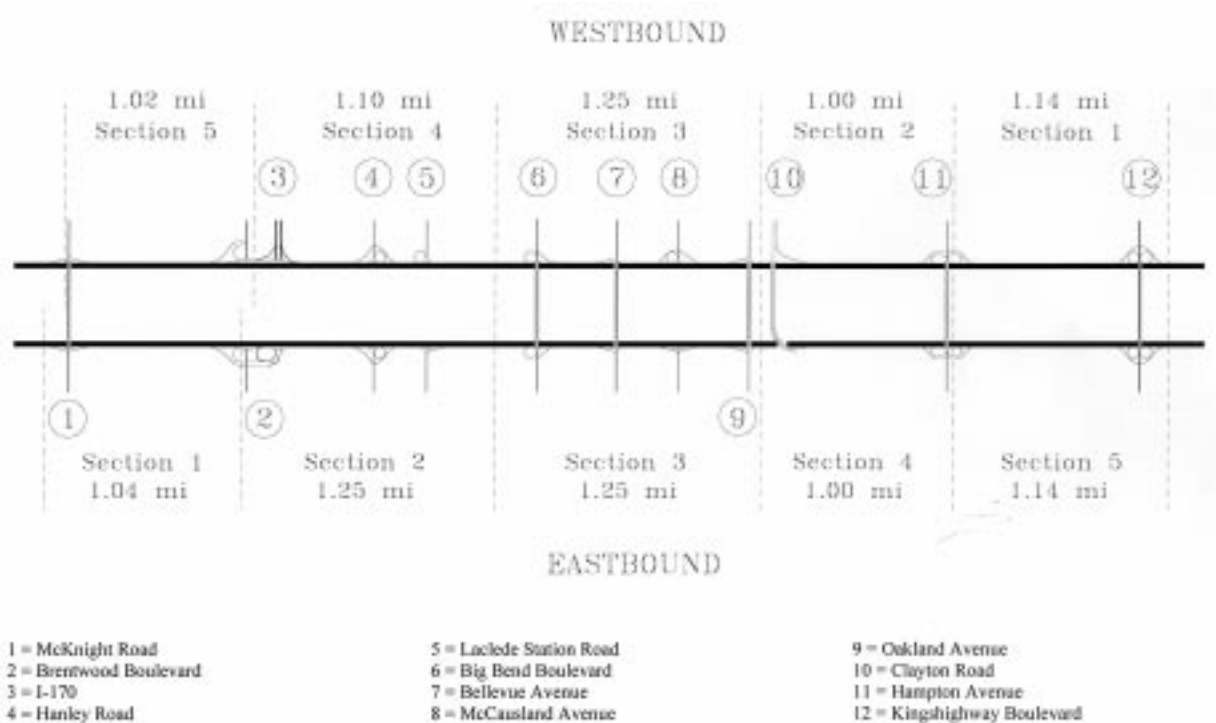 WESTBOUND
1.02 mi 1.10 mi 1.25 mi 1.00 mi 1.14 mi
Section 5 Section 4 Section 3 Section 2 Section 1
3 4 5 6 7 8 10 11 12
1 2 9
Section 1 Section 2 Section 3 Section 4 Section 5
1.04 mi 1.25 mi 1.25 mi 1.00 mi 1.14 mi
EASTBOUND
1 = McKnight Road 5 = Laclede Station Road 9 = Oakland Avenue
2 = Brentwood Boulevard 6 = Big Bend Boulevard 10 = Clayton Road
3 = I-170 7 = Bellevue Avenue 11 = Hampton Avenue
4 = Hanley Road 8 = McCausland Avenue 12 = Kingshighway Boulevard